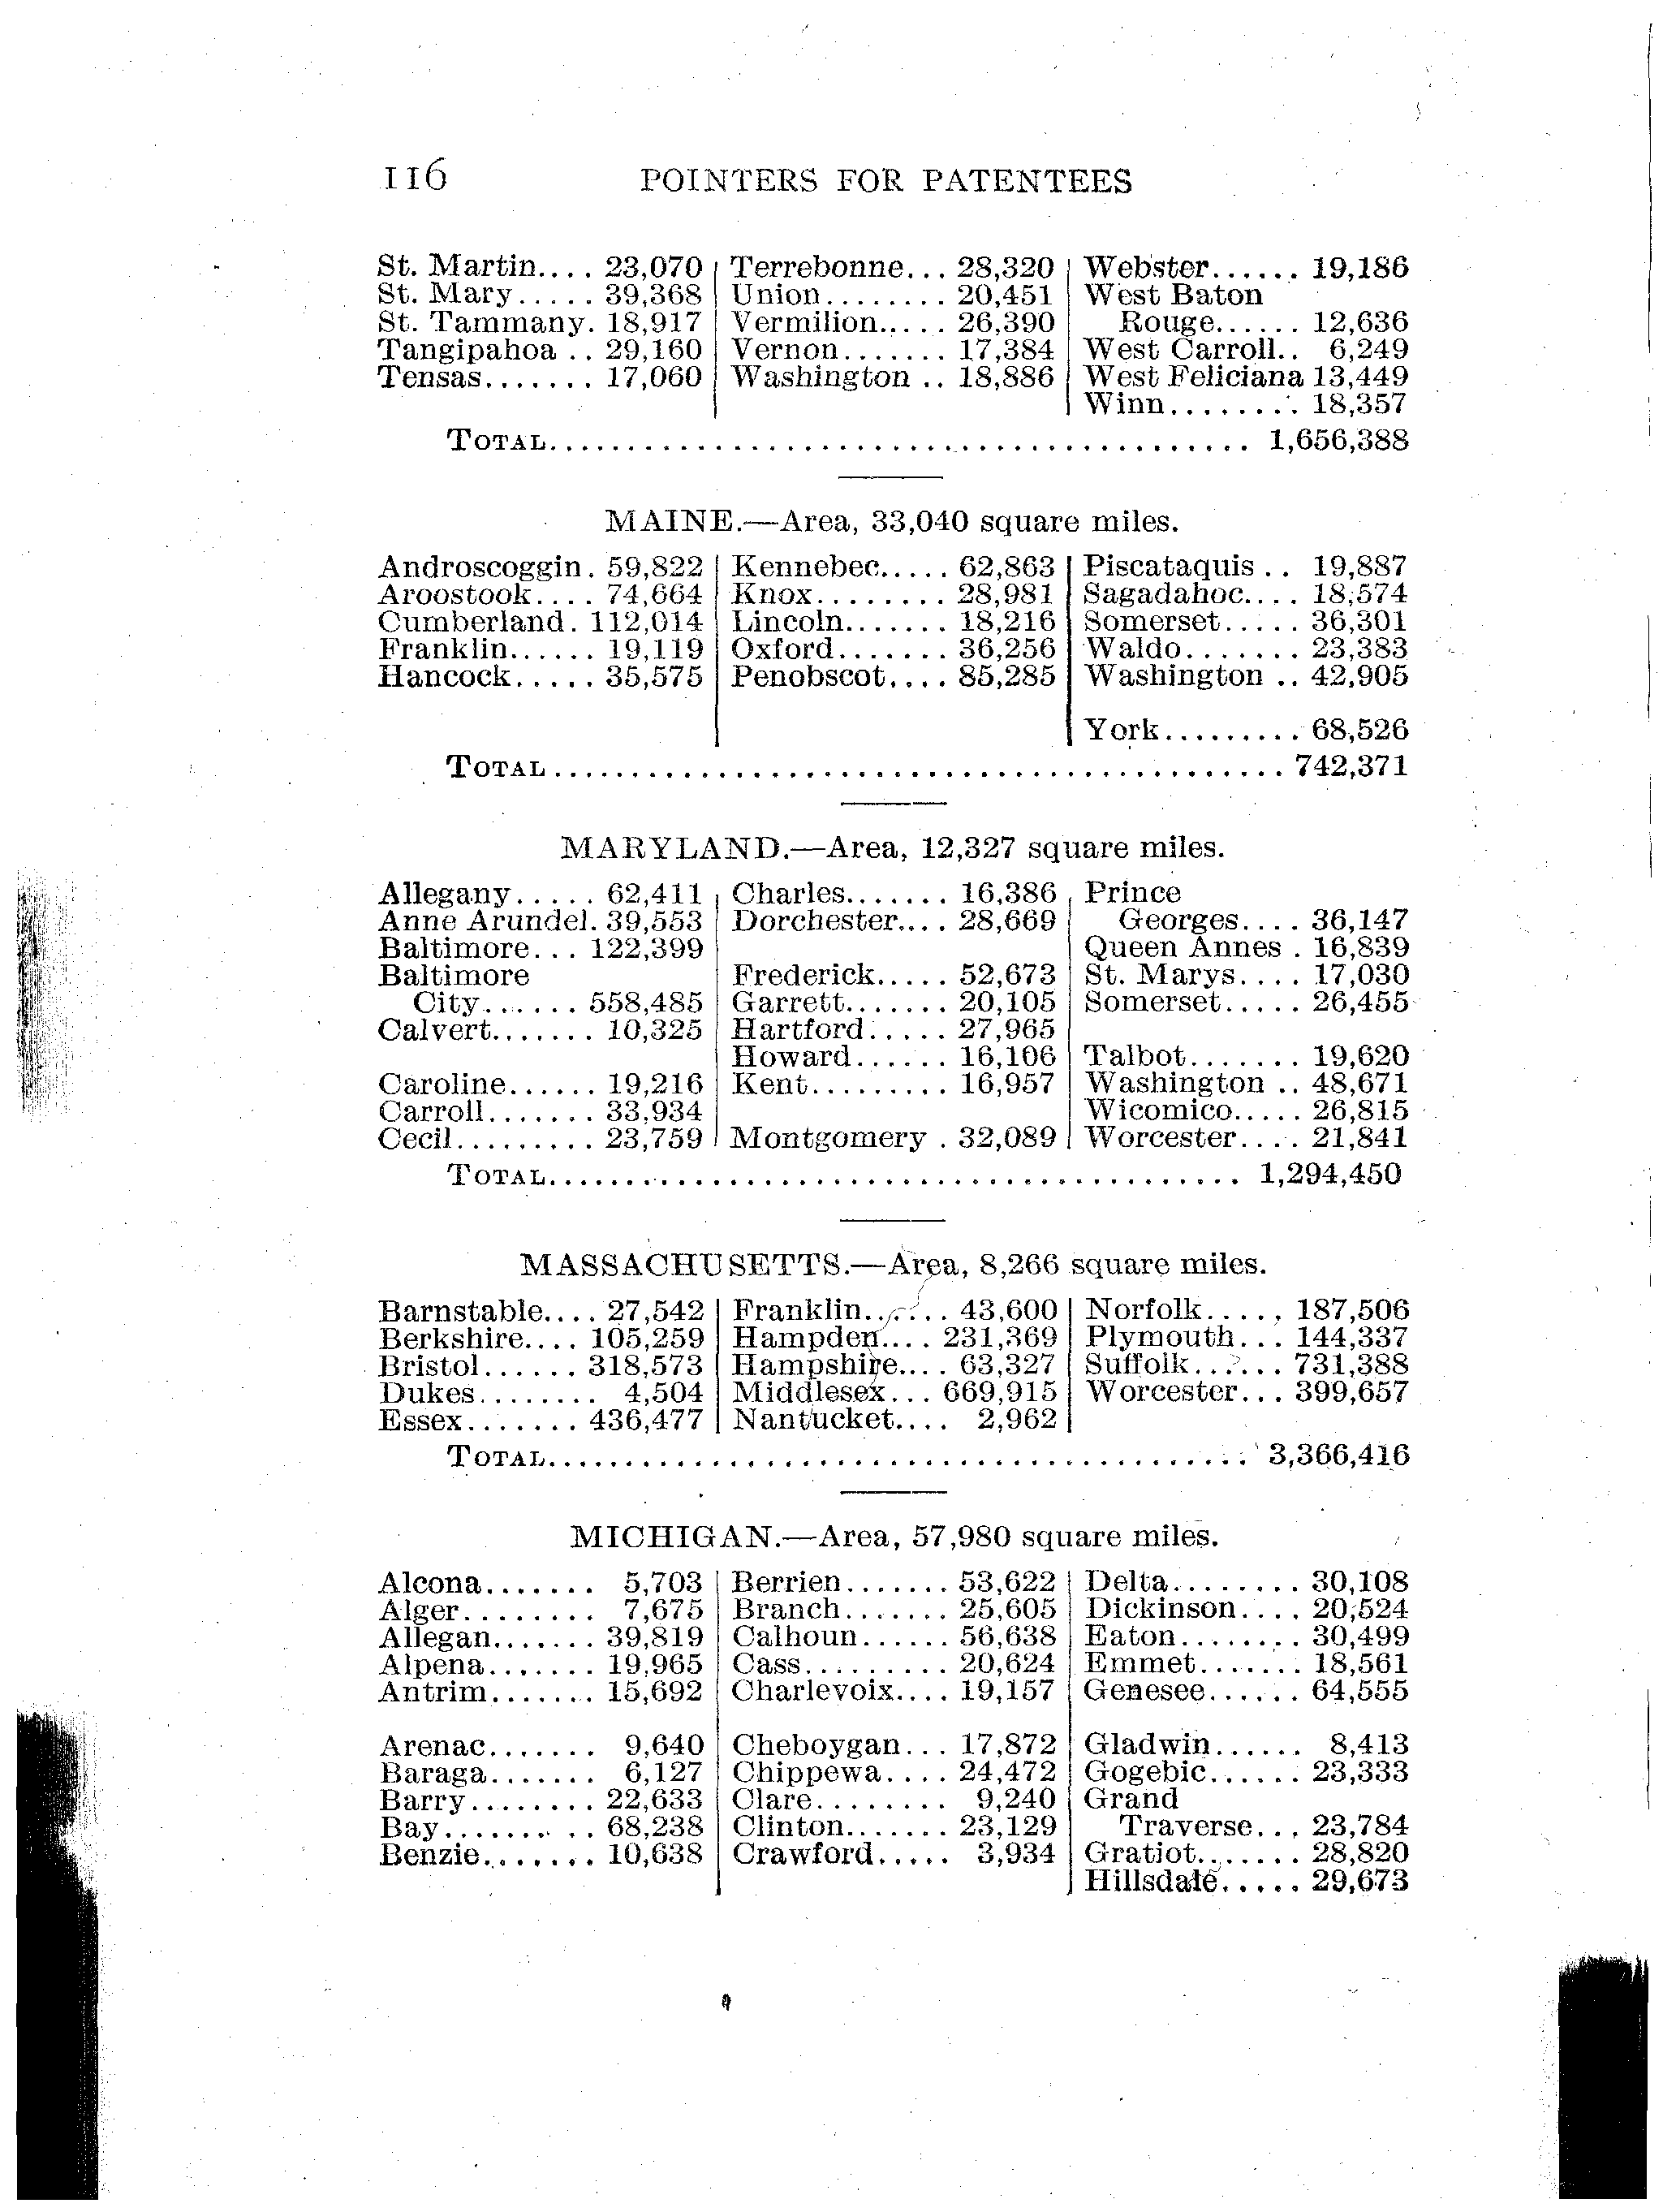 116 POINTERS FOR PATENTEES
St. Martin.... 23,070 | Terrebonne... 28,320 | Webster...... 19,186
St. Mary..... 39,368 | Union........ 20,451 | West Baton
St. Tammany. 18,917 | Vermilion..... 26,390 | Rouge...... 12,636
Tangipahoa .. 29,160 | Vernon....... 17,384 | West Carroll.. 6,249
Tensas....... 17,060 | Washington .. 18,886 | West Feliciana 13,449
Winn........ 18,357
TOTAL............................................ 1,656,388
MAINE.—Area, 33,040 square miles.
Androscoggin. 59,822 | Kennebec..... 62,863 | Piscataquis .. 19,887
Aroostook.... 74,664 | Knox........ 28,981 | Sagadahoc.... 18,574
Cumberland. 112,014 | Lincoln....... 18,216 | Somerset..... 36,301
Franklin...... 19,119 | Oxford....... 36,256 | Waldo....... 23,383
Hancock..... 35,575 | Penobscot.... 85,285 | Washington .. 42,905
York......... 68,526
TOTAL............................................ 742,371
MARYLAND.—Area, 12,327 square miles.
Allegany..... 62,411 | Charles....... 16,386 | Prince
Anne Arundel. 39,553 | Dorchester.... 28,669 | Georges.... 36,147
Baltimore... 122,399 | Queen Annes . 16,839
Baltimore | Frederick..... 52,673 | St. Marys.... 17,030
City....... 558,485 | Garrett....... 20,105 | Somerset..... 26,455
Calvert....... 10,325 | Hartford..... 27,965
Howard...... 16,106 | Talbot....... 19,620
Caroline...... 19,216 | Kent......... 16,957 | Washington .. 48,671
Carroll....... 33,934 | Wicomico..... 26,815
Cecil......... 23,759 | Montgomery . 32,089 | Worcester.... 21,841
TOTAL............................................ 1,294,450
MASSACHUSETTS.—Area, 8,266 square miles.
Barnstable.... 27,542 | Franklin...... 43,600 | Norfolk..... 187,506
Berkshire.... 105,259 | Hampden.... 231,369 | Plymouth... 144,337
Bristol...... 318,573 | Hampshire.... 63,327 | Suffolk...... 731,388
Dukes........ 4,504 | Middlesex... 669,915 | Worcester... 399,657
Essex....... 436,477 | Nantucket.... 2,962 |
TOTAL............................................ 3,366,416
MICHIGAN.—Area, 57,980 square miles.
Alcona....... 5,703 | Berrien....... 53,622 | Delta........ 30,108
Alger........ 7,675 | Branch....... 25,605 | Dickinson.... 20,524
Allegan....... 39,819 | Calhoun...... 56,638 | Eaton........ 30,499
Alpena....... 19,965 | Cass......... 20,624 | Emmet....... 18,561
Antrim....... 15,692 | Charlevoix.... 19,157 | Genesee...... 64,555
Arenac....... 9,640 | Cheboygan... 17,872 | Gladwin...... 8,413
Baraga....... 6,127 | Chippewa.... 24,472 | Gogebic...... 23,333
Barry........ 22,633 | Clare........ 9,240 | Grand
Bay.......... 68,238 | Clinton....... 23,129 | Traverse... 23,784
Benzie....... 10,638 | Crawford..... 3,934 | Gratiot....... 28,820
Hillsdale..... 29,673